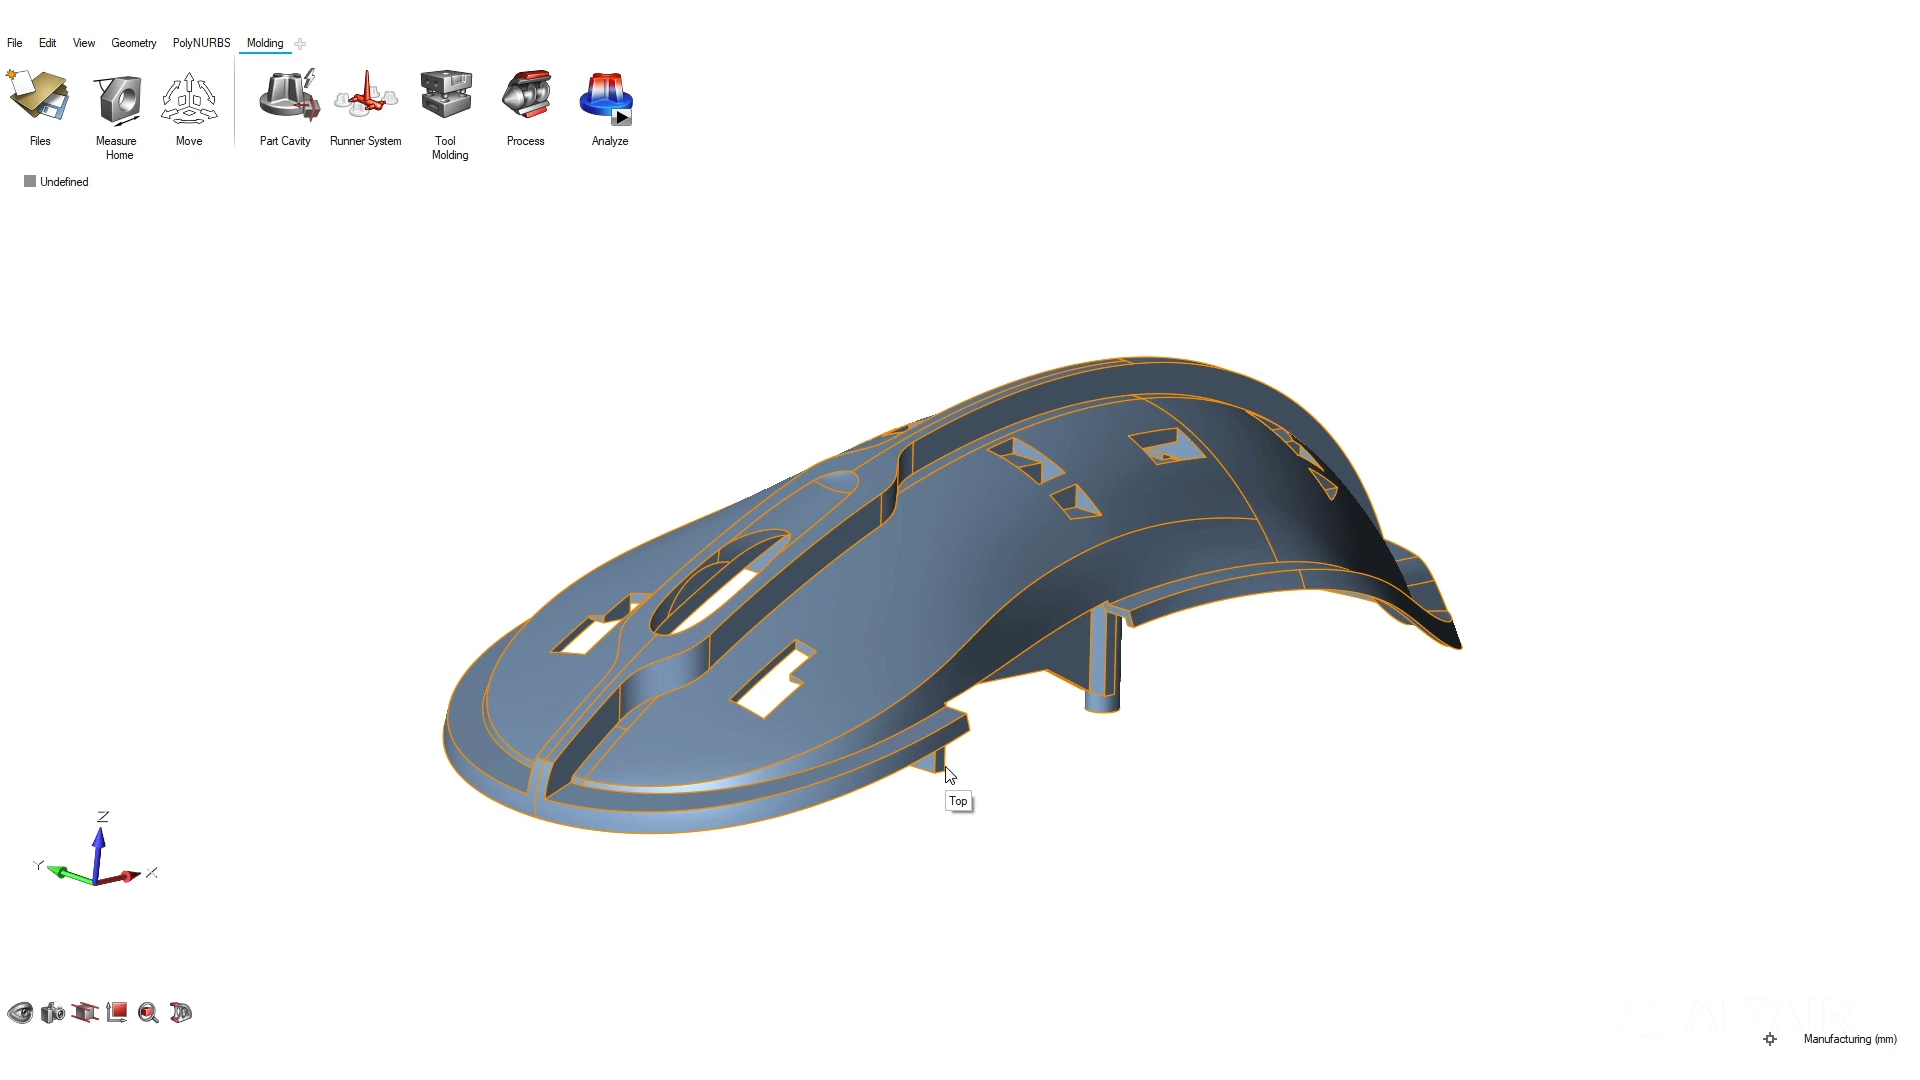 File Edit View Geometry PolyNURBS Molding
Files
Measure
Home
Move
Part Cavity
Runner System
Tool
Molding
Process
Analyze
Undefined
Top
Z
Y
X
Manufacturing (mm)